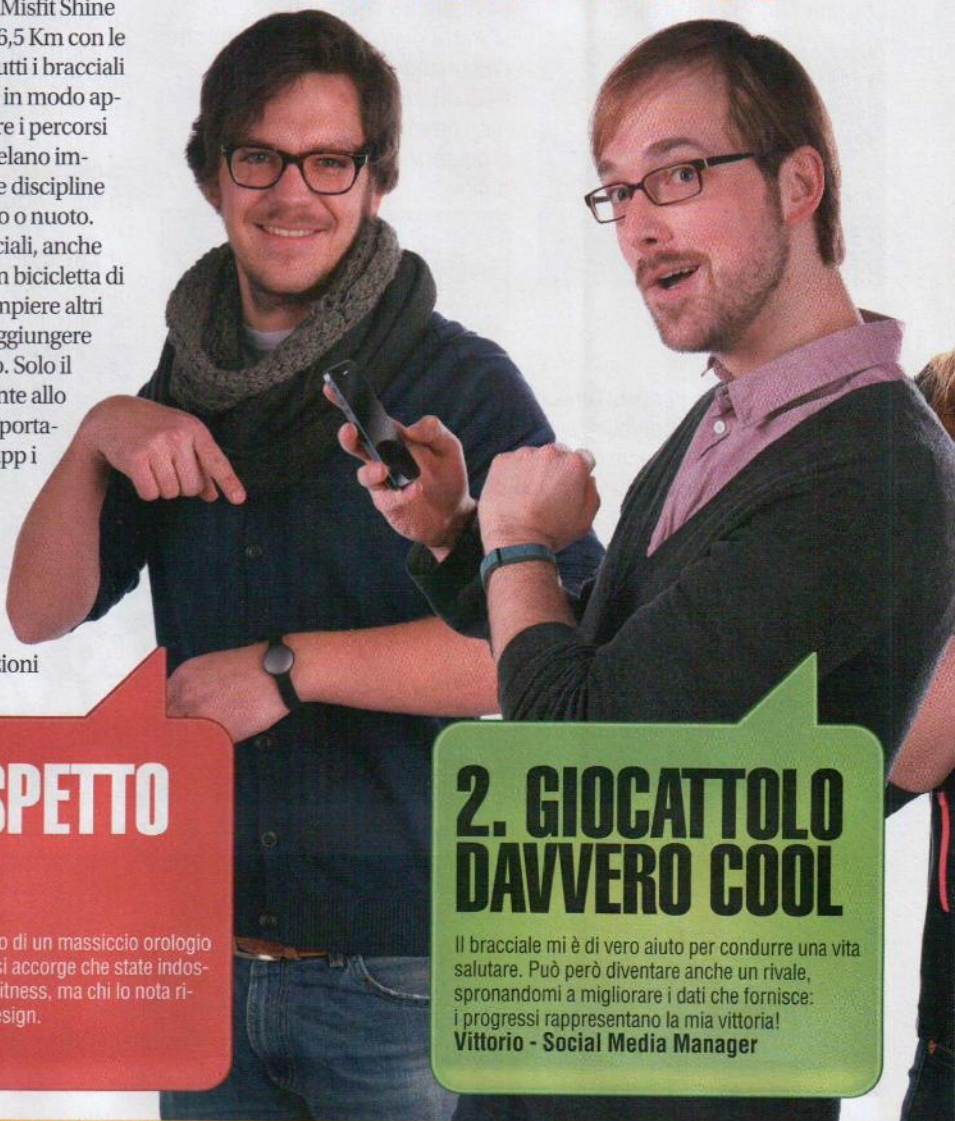 Misfit Shine
6,5 Km con le
utti i bracciali
in modo ap-
re i percorsi
elano im-
e discipline
o o nuoto.
ciali, anche
n bicicletta di
mpiere altri
ggiungere
o. Solo il
nte allo
porta-
pp i
ioni
SPETTO
o di un massiccio orologio
si accorge che state indos-
itness, ma chi lo nota ri-
esign.
2. GIOCATTOLO
DAVVERO COOL
Il bracciale mi è di vero aiuto per condurre una vita
salutare. Può però diventare anche un rivale,
spronandomi a migliorare i dati che fornisce:
i progressi rappresentano la mia vittoria!
Vittorio - Social Media Manager